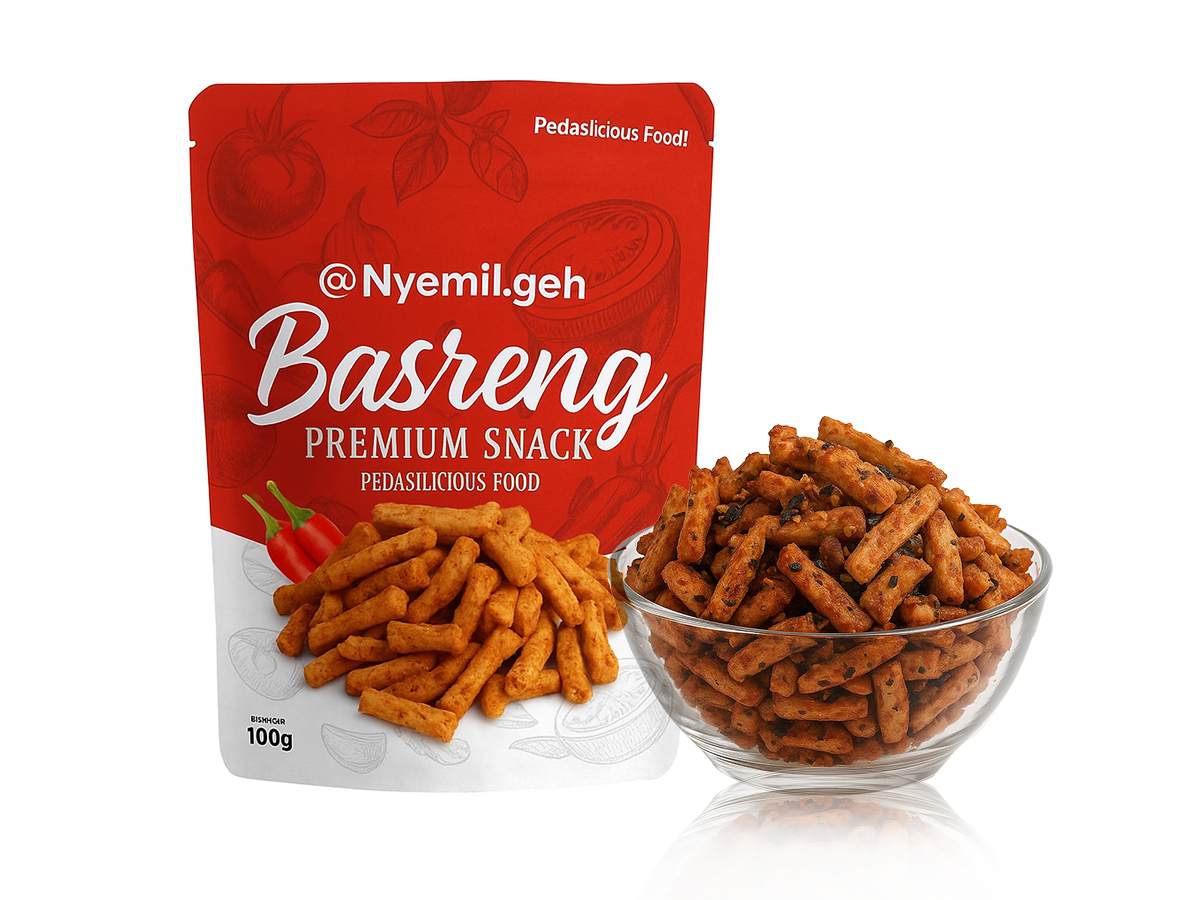 Pedaslicious Food!
@Nyemil.geh
Basreng
PREMIUM SNACK
PEDASILICIOUS FOOD
100g